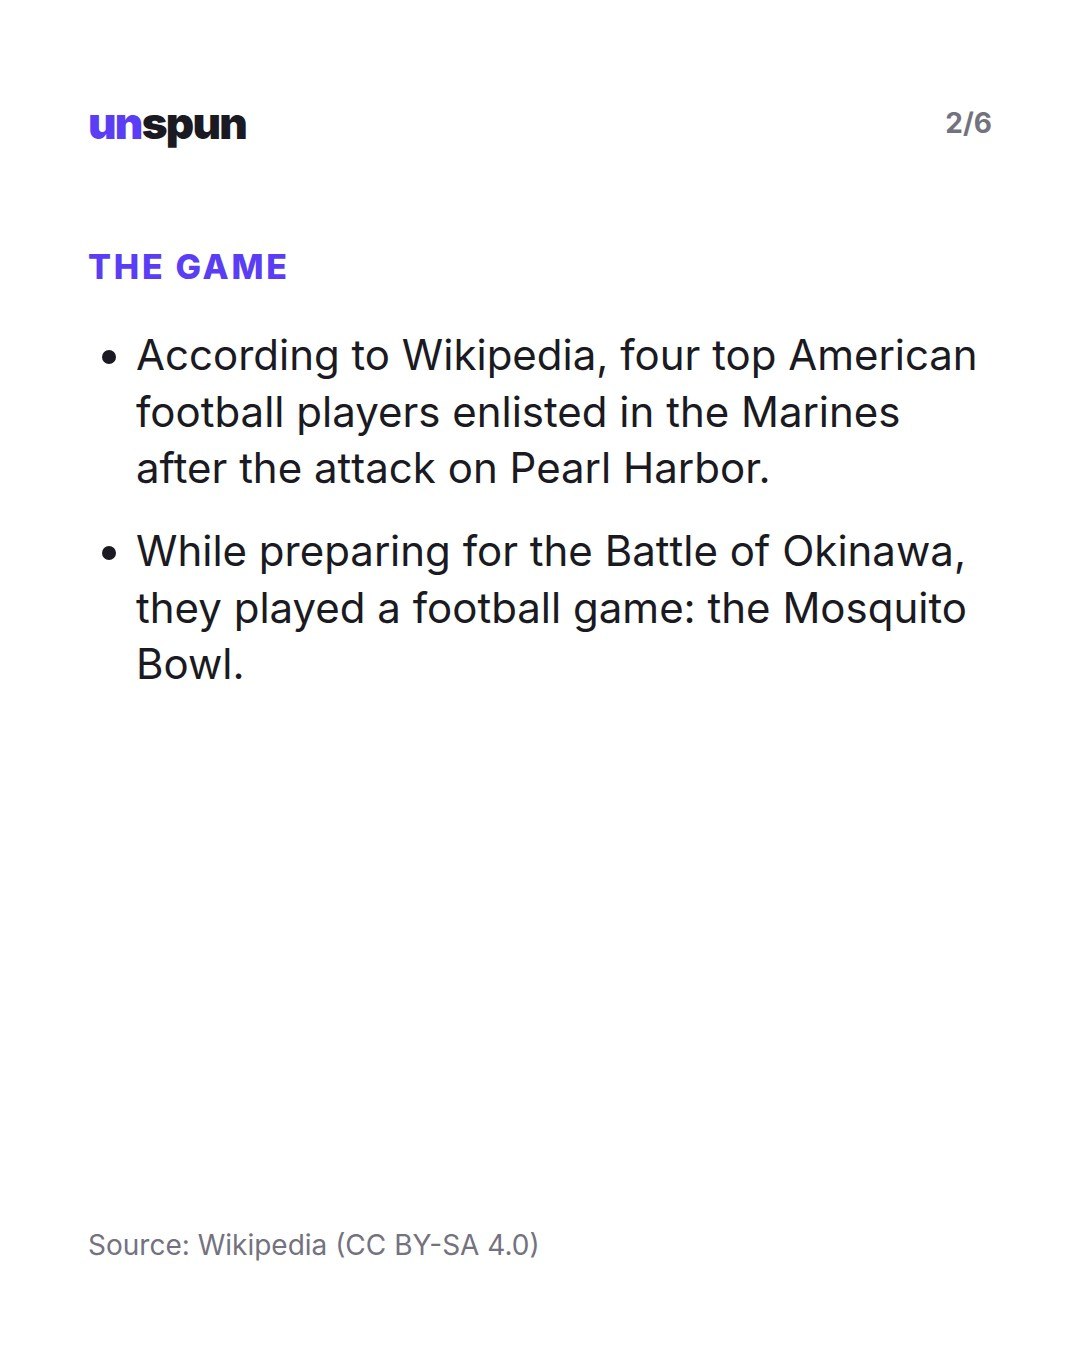 unspun
2/6
THE GAME
• According to Wikipedia, four top American
football players enlisted in the Marines
after the attack on Pearl Harbor.
• While preparing for the Battle of Okinawa,
they played a football game: the Mosquito
Bowl.
Source: Wikipedia (CC BY-SA 4.0)